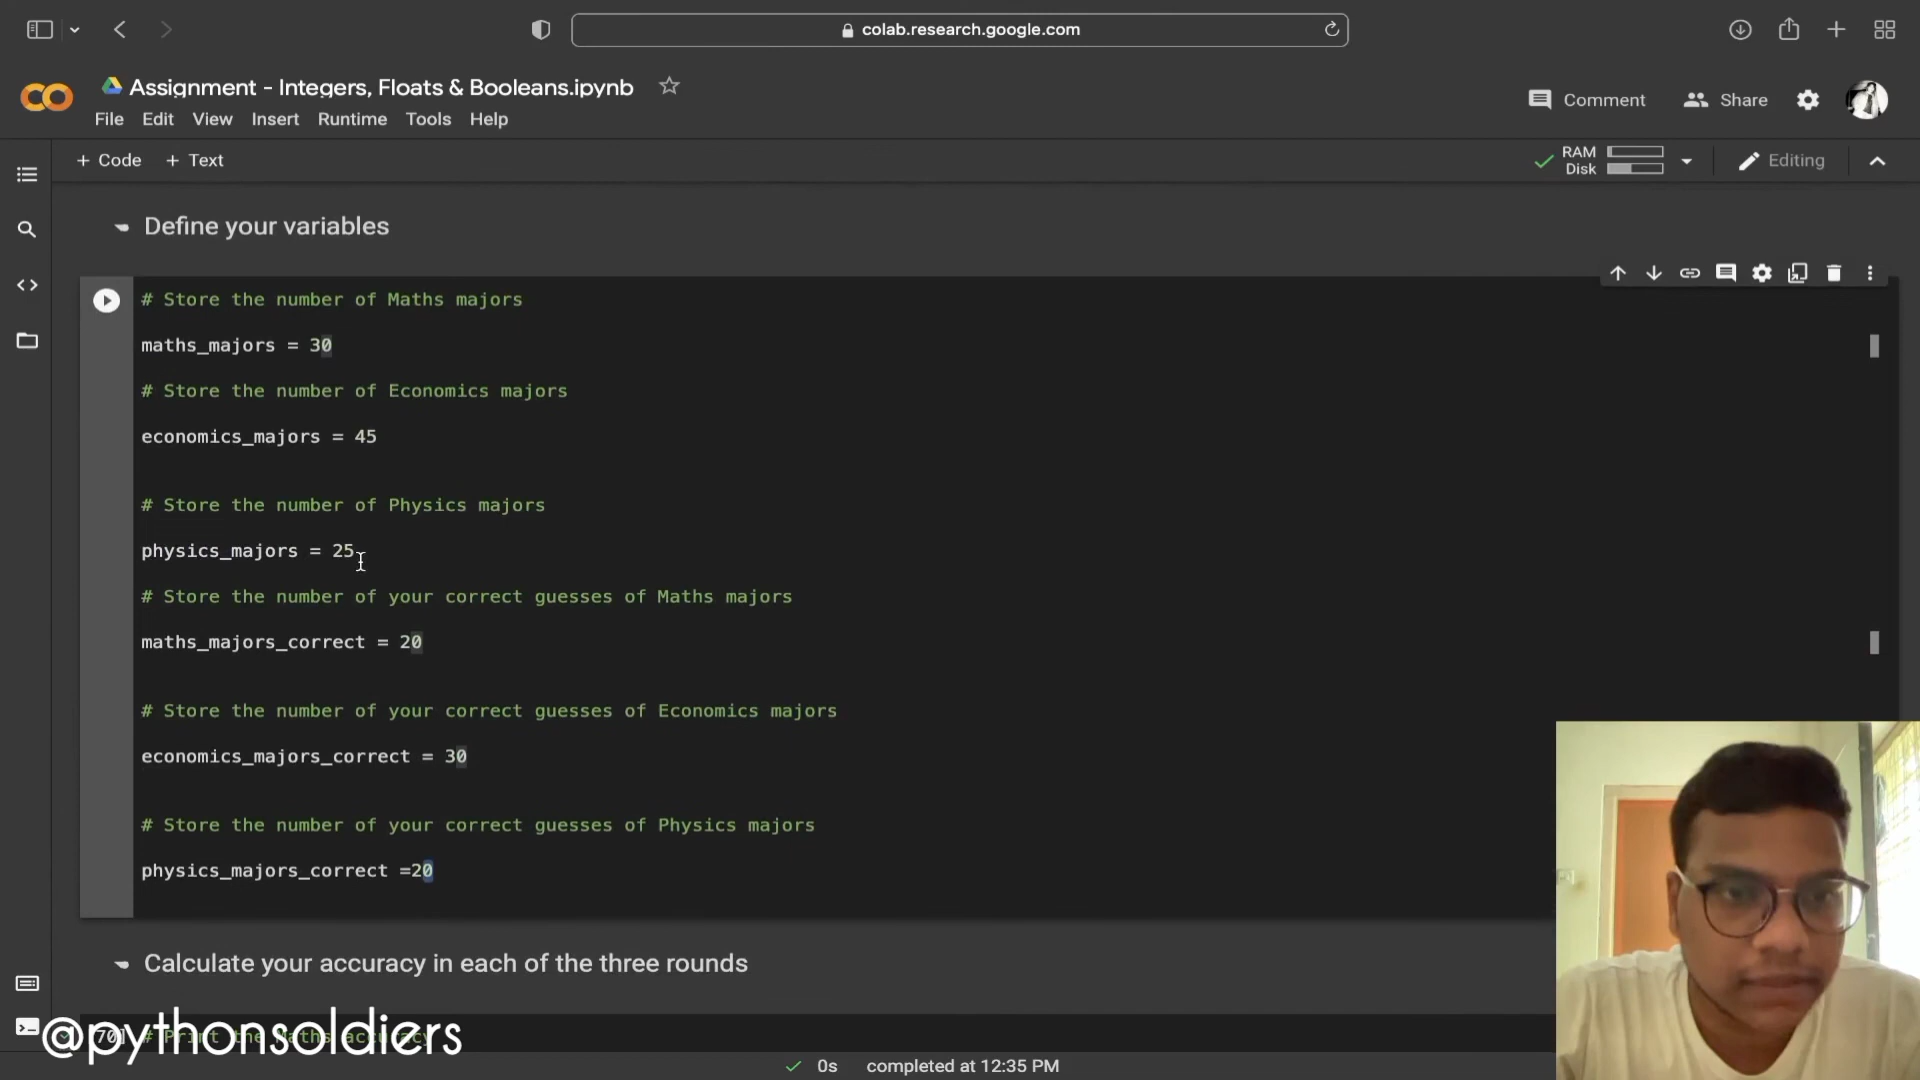 colab.research.google.com
Assignment - Integers, Floats & Booleans.ipynb
Comment
Share
File Edit View Insert Runtime Tools Help
+ Code + Text
RAM
Disk
Editing
Define your variables
# Store the number of Maths majors
maths_majors = 30
# Store the number of Economics majors
economics_majors = 45
# Store the number of Physics majors
physics_majors = 25
# Store the number of your correct guesses of Maths majors
maths_majors_correct = 20
# Store the number of your correct guesses of Economics majors
economics_majors_correct = 30
# Store the number of your correct guesses of Physics majors
physics_majors_correct =20
Calculate your accuracy in each of the three rounds
# Print the Maths accuracy
@pythonsoldiers
0s completed at 12:35 PM